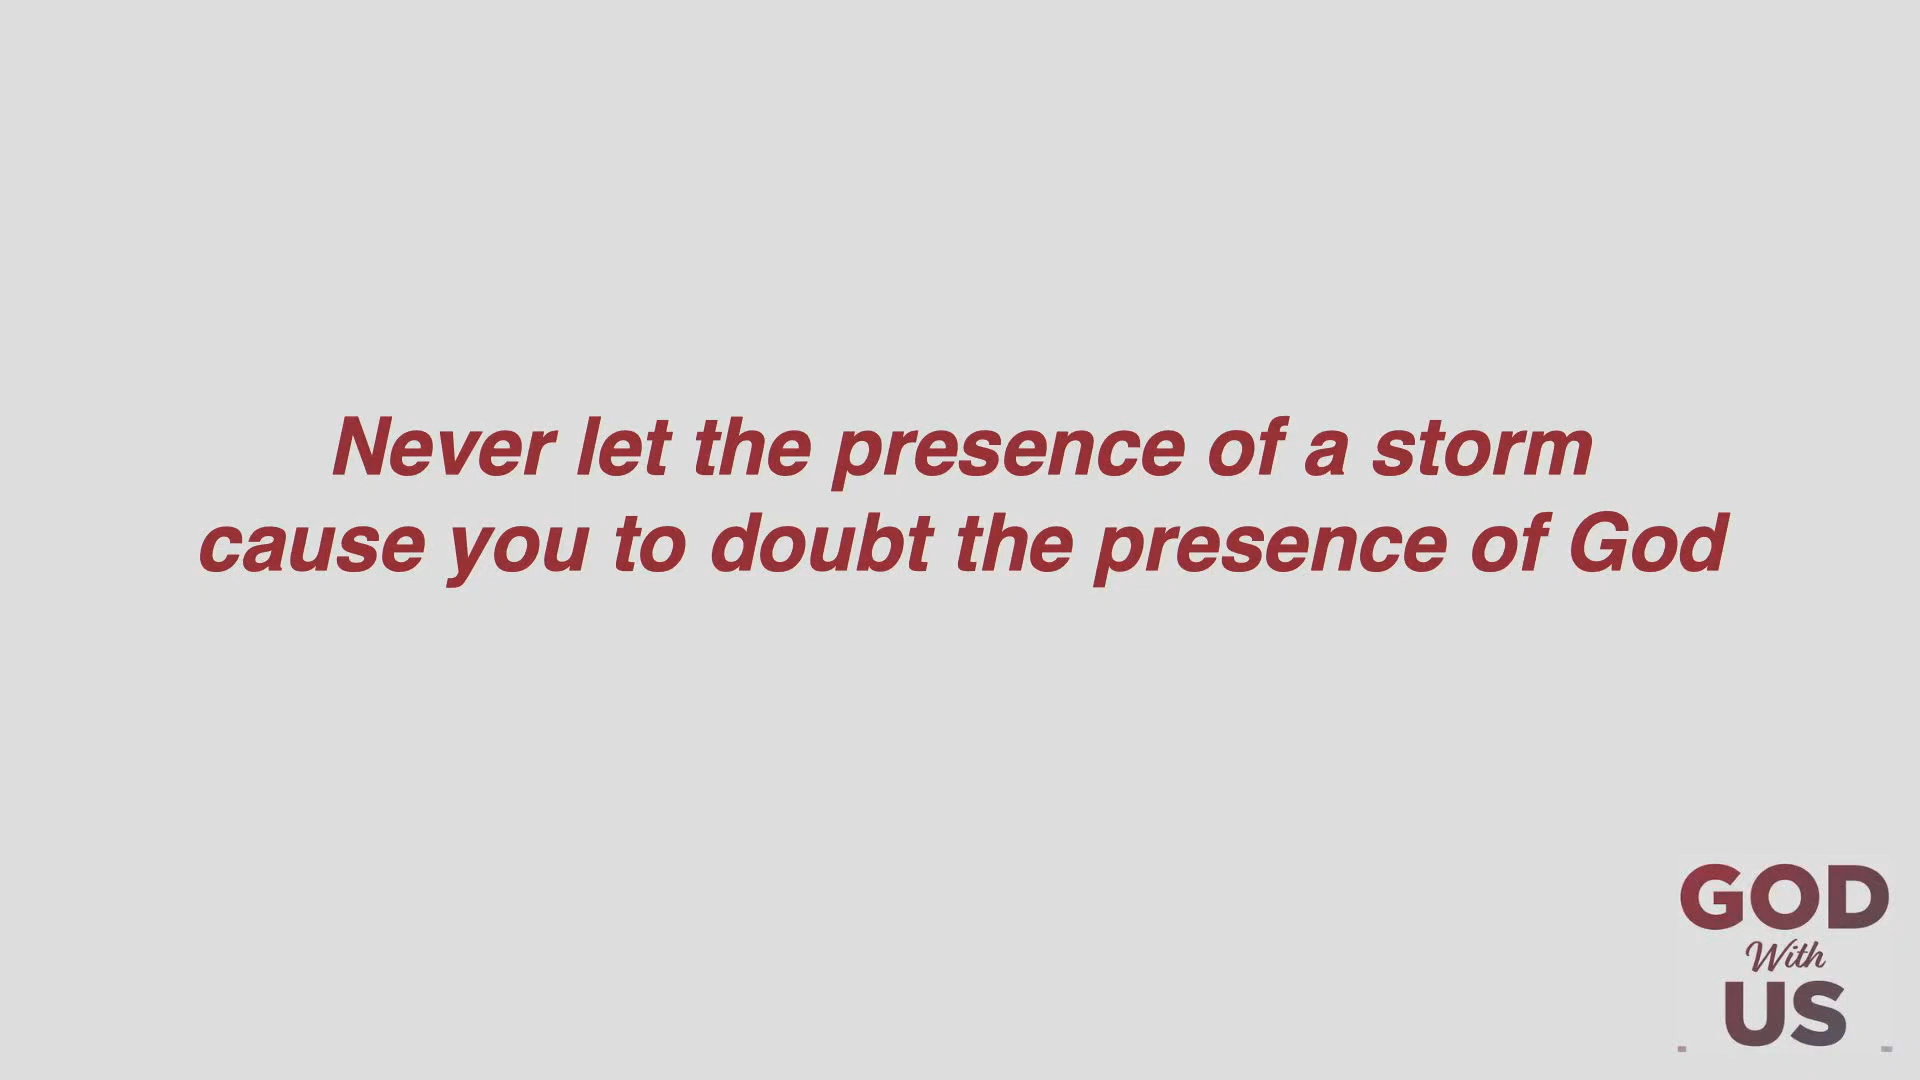 Never let the presence of a storm
cause you to doubt the presence of God
GOD
With
US